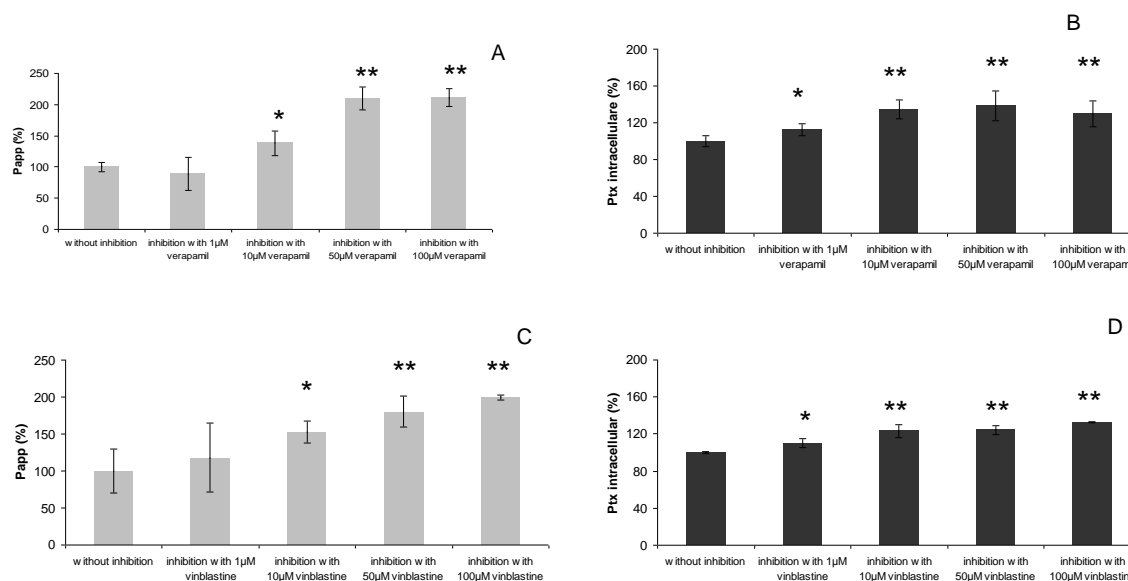 A
Papp (%)
250
200
150
100
50
0
*
**
**
without inhibition
inhibition with 1µM
verapamil
inhibition with
10µM verapamil
inhibition with
50µM verapamil
inhibition with
100µM verapamil
B
Ptx intracellulare (%)
200
160
120
80
40
0
*
**
**
**
without inhibition
inhibition with 1µM
verapamil
inhibition with
10µM verapamil
inhibition with
50µM verapamil
inhibition with
100µM verapam
C
Papp (%)
250
200
150
100
50
0
*
**
**
without inhibition
inhibition with 1µM
vinblastine
inhibition with
10µM vinblastine
inhibition with
50µM vinblastine
inhibition with
100µM vinblastine
D
Ptx intracellular (%)
200
160
120
80
40
0
*
**
**
**
without inhibition
inhibition with 1µM
vinblastine
inhibition with
10µM vinblastine
inhibition with
50µM vinblastine
inhibition with
100µM vinblastine